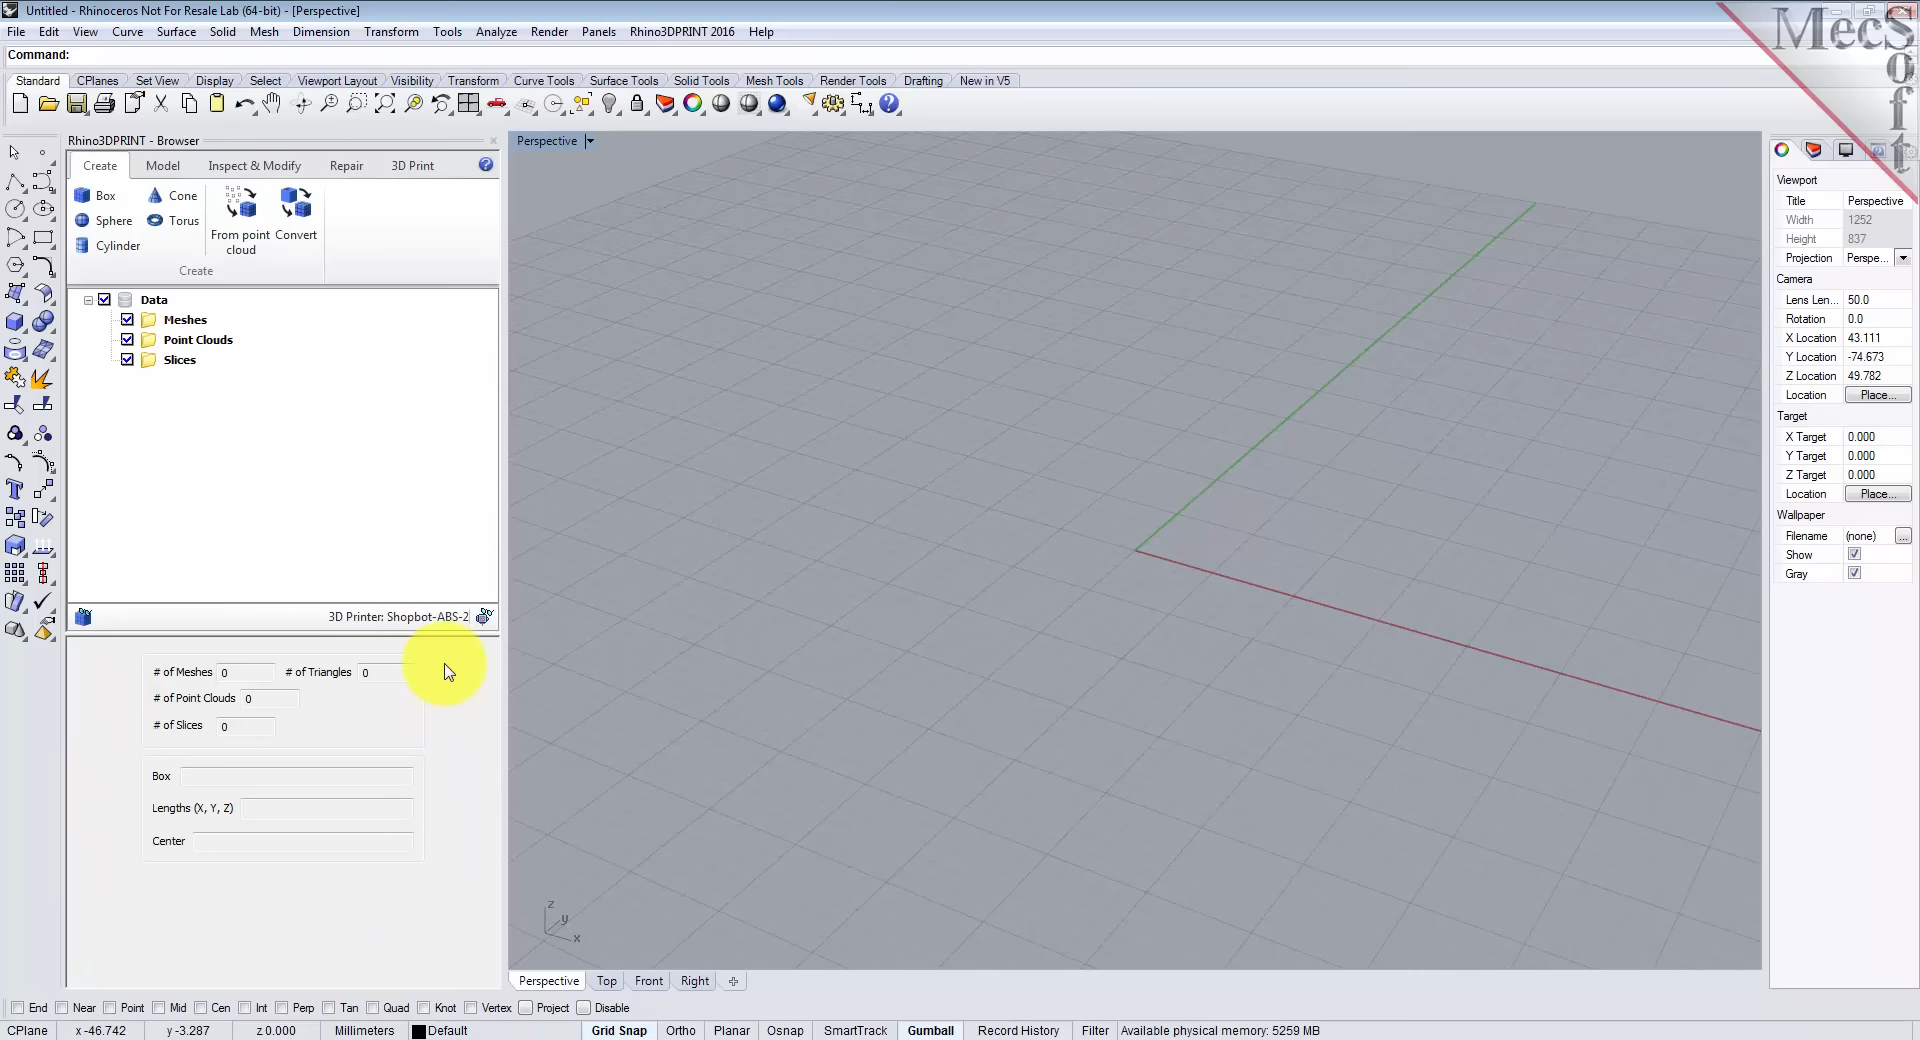 Untitled - Rhinoceros Not For Resale Lab (64-bit) - [Perspective]
MecSoft
File Edit View Curve Surface Solid Mesh Dimension Transform Tools Analyze Render Panels Rhino3DPRINT 2016 Help
Command:
Standard CPlanes Set View Display Select Viewport Layout Visibility Transform Curve Tools Surface Tools Solid Tools Mesh Tools Render Tools Drafting New in V5
Rhino3DPRINT - Browser
Create Model Inspect & Modify Repair 3D Print
Box Cone
Sphere Torus
Cylinder
From point cloud
Convert
Create
Data
Meshes
Point Clouds
Slices
3D Printer: Shopbot-ABS-2
# of Meshes 0 # of Triangles 0
# of Point Clouds 0
# of Slices 0
Box
Lengths (X, Y, Z)
Center
Perspective
z
y
x
Perspective Top Front Right
Viewport
Title Perspective
Width 1252
Height 837
Projection Perspe...
Camera
Lens Len... 50.0
Rotation 0.0
X Location 43.111
Y Location -74.673
Z Location 49.782
Location Place...
Target
X Target 0.000
Y Target 0.000
Z Target 0.000
Location Place...
Wallpaper
Filename (none) ...
Show
Gray
End Near Point Mid Cen Int Perp Tan Quad Knot Vertex Project Disable
CPlane x -46.742 y -3.287 z 0.000 Millimeters Default Grid Snap Ortho Planar Osnap SmartTrack Gumball Record History Filter Available physical memory: 5259 MB